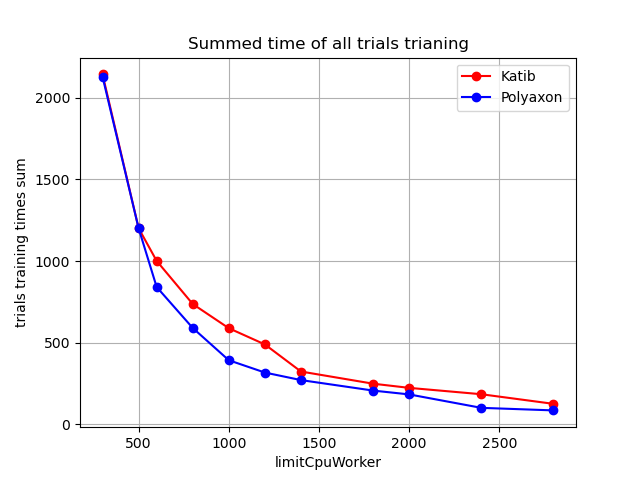 Summed time of all trials trianing
Katib
Polyaxon
trials training times sum
2000
1500
1000
500
0
500
1000
1500
2000
2500
limitCpuWorker